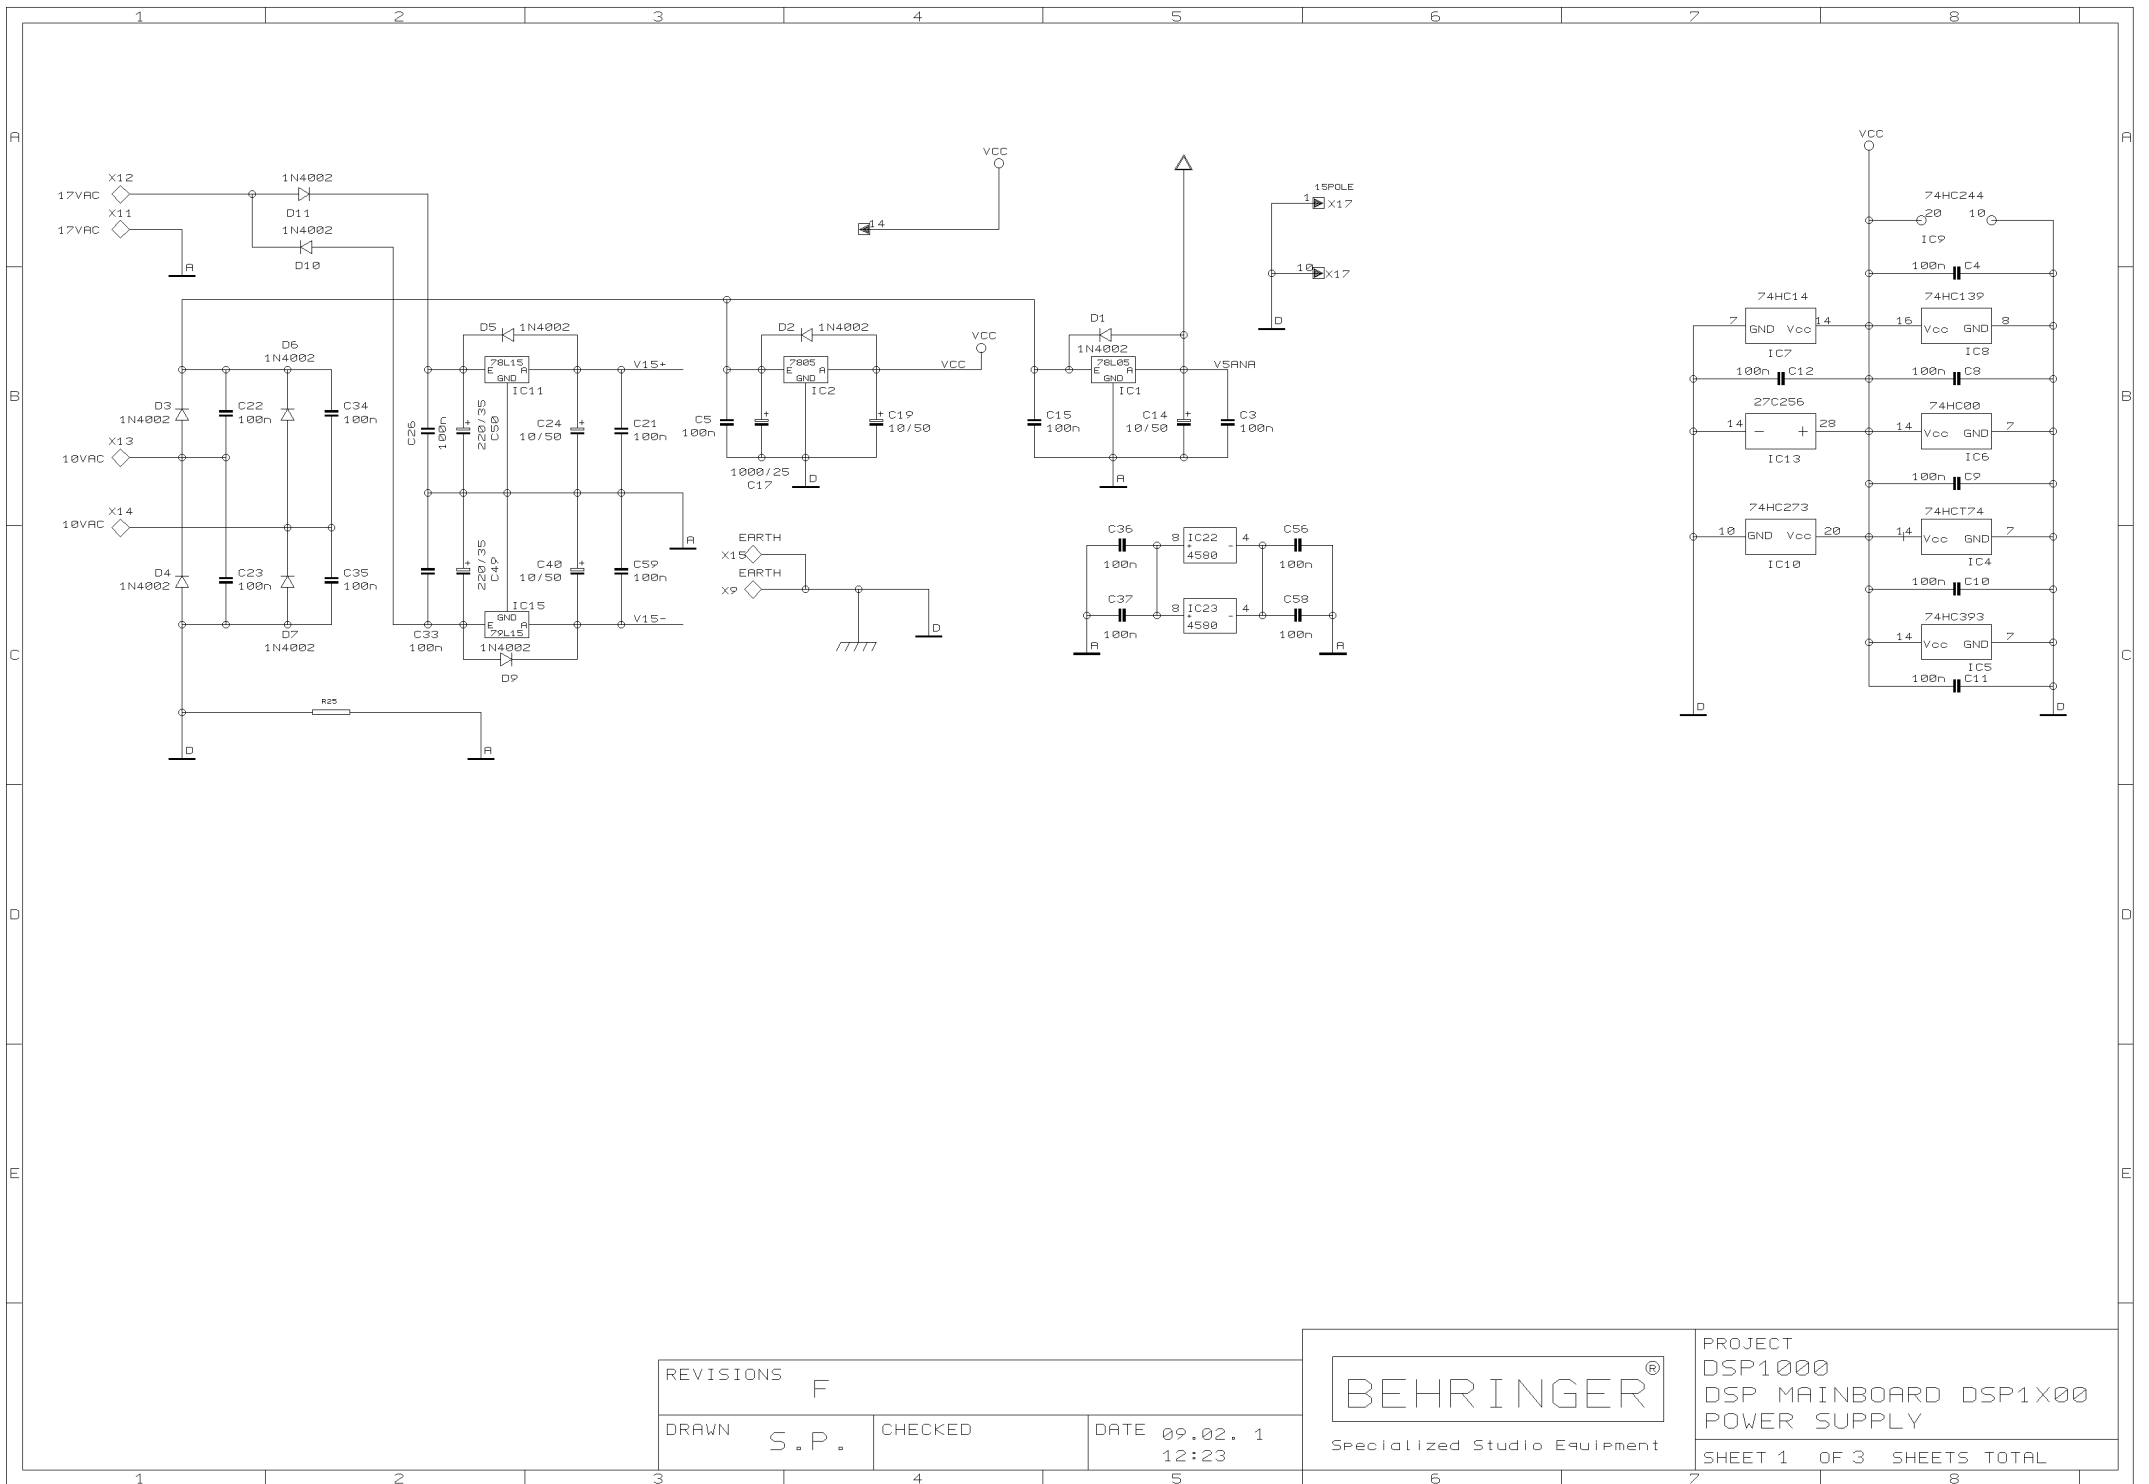 1 2 3 4 5 6 7 8
A A
VCC
X12
17VAC
1N4002
D11
X11
17VAC
1N4002
D10
A
VCC
14
15POLE
1 X17
10 X17
D
VCC
74HC244
20 10
IC9
100n C4
74HC14
7 GND Vcc 14
IC7
74HC139
16 Vcc GND 8
IC8
100n C12
100n C8
27C256
14 - + 28
IC13
74HC00
14 Vcc GND 7
IC6
100n C9
74HC273
10 GND Vcc 20
IC10
74HCT74
14 Vcc GND 7
IC4
100n C10
74HC393
14 Vcc GND 7
IC5
100n C11
D D
B B
D6
1N4002
D3
1N4002
C22
100n
C34
100n
X13
10VAC
X14
10VAC
D4
1N4002
C23
100n
C35
100n
D7
1N4002
R25
D A
D5 1N4002
78L15
E A
GND
IC11
V15+
C26
100n
220/35
C50
+
C24
10/50
+
C21
100n
A
220/35
C49
+
C40
10/50
+
C59
100n
IC15
GND
E A
79L15
V15-
C33
100n
1N4002
D9
D2 1N4002
7805
E A
GND
IC2
VCC
VCC
C5
100n
+
+
C19
10/50
1000/25
C17
D
D1
1N4002
78L05
E A
GND
IC1
V5ANA
C15
100n
C14
10/50
+
C3
100n
A
EARTH
X15
EARTH
X9
D
C36
100n
8 IC22 4
+ -
4580
C56
100n
C37
100n
8 IC23 4
+ -
4580
C58
100n
A A
C C
D D
E E
REVISIONS
F
DRAWN S.P.
CHECKED
DATE 09.02. 1
12:23
BEHRINGER®
Specialized Studio Equipment
PROJECT
DSP1000
DSP MAINBOARD DSP1X00
POWER SUPPLY
SHEET 1 OF 3 SHEETS TOTAL
1 2 3 4 5 6 7 8